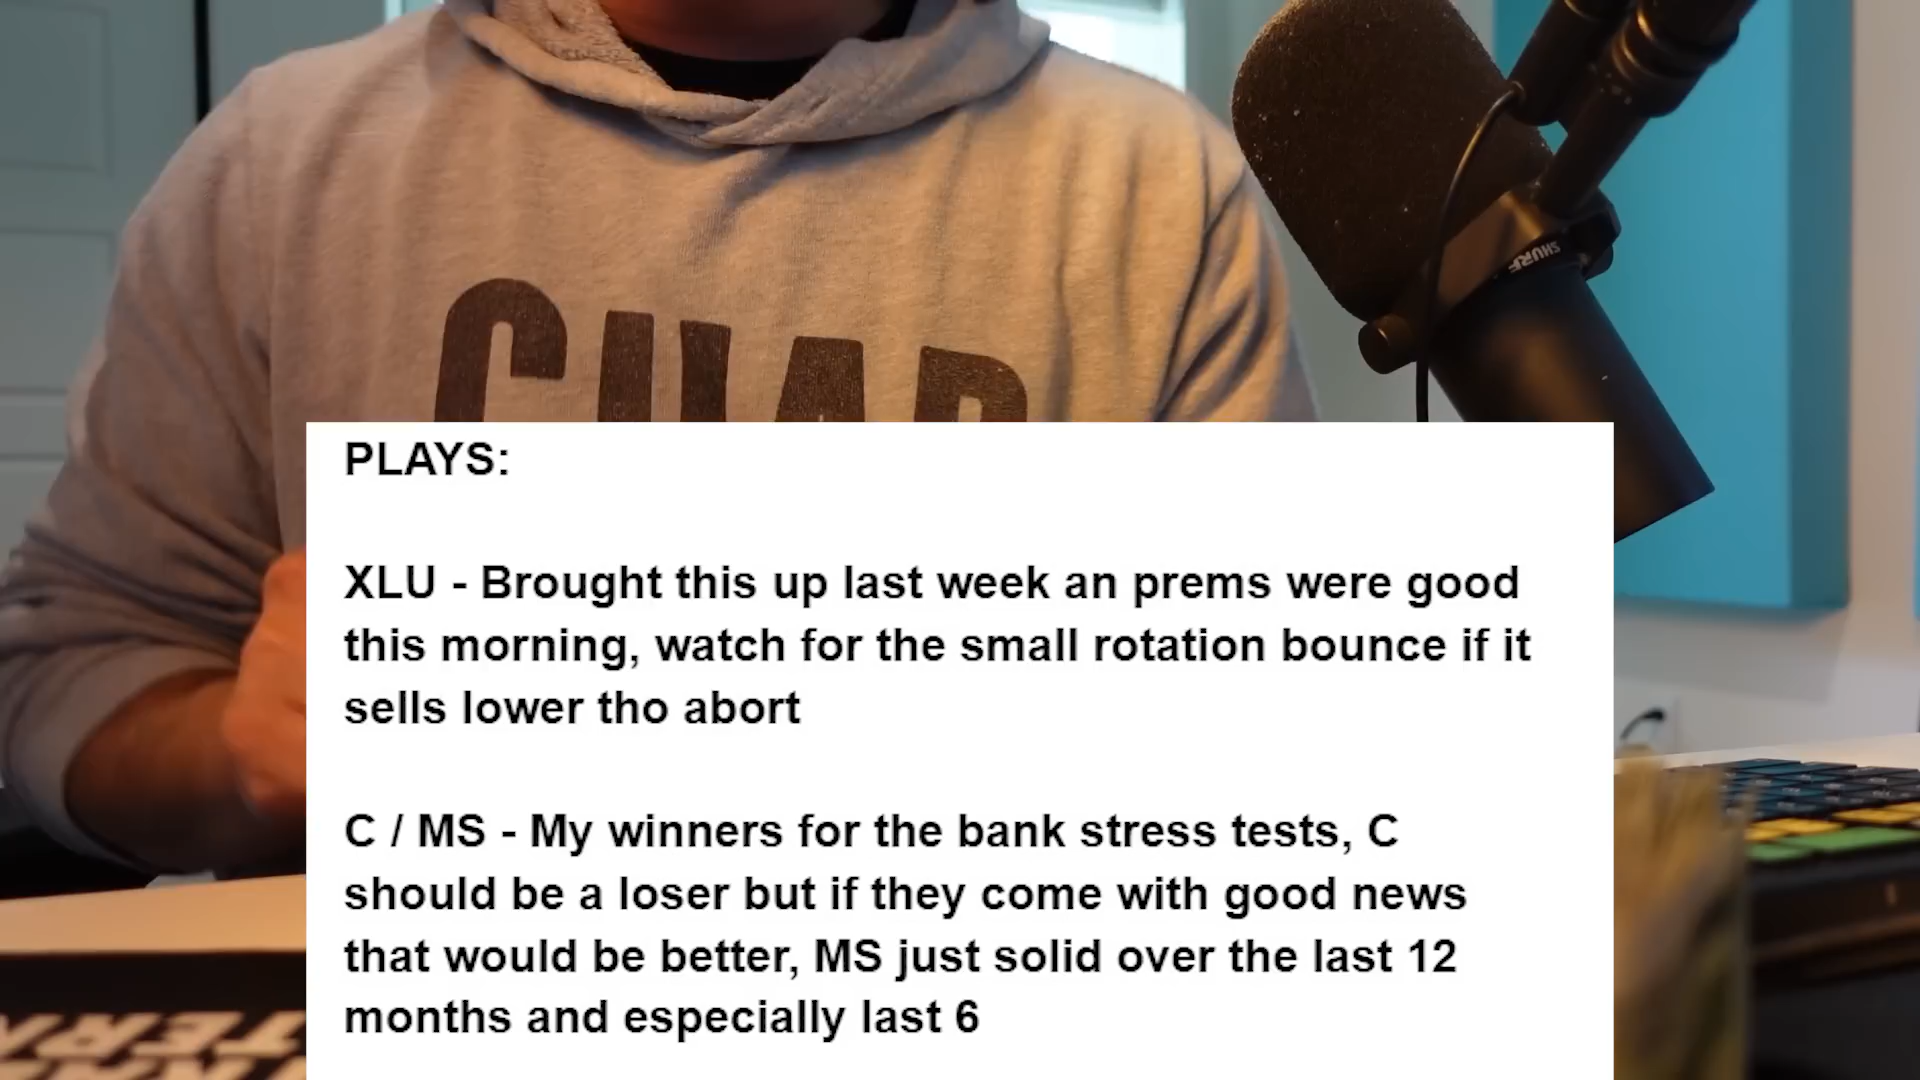 SHURE
PLAYS:
XLU - Brought this up last week an prems were good
this morning, watch for the small rotation bounce if it
sells lower tho abort
C / MS - My winners for the bank stress tests, C
should be a loser but if they come with good news
that would be better, MS just solid over the last 12
months and especially last 6